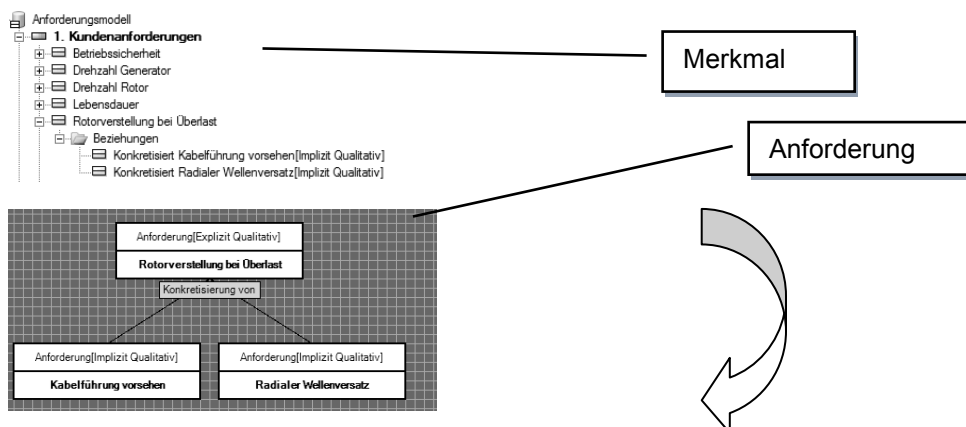 Anforderungsmodell
1. Kundenanforderungen
Betriebssicherheit
Drehzahl Generator
Drehzahl Rotor
Lebensdauer
Rotorverstellung bei Überlast
Beziehungen
Konkretisiert Kabelführung vorsehen[Implizit Qualitativ]
Konkretisiert Radialer Wellenversatz[Implizit Qualitativ]
Merkmal
Anforderung
Anforderung[Explizit Qualitativ]
Rotorverstellung bei Überlast
Konkretisierung von
Anforderung[Implizit Qualitativ]
Kabelführung vorsehen
Anforderung[Implizit Qualitativ]
Radialer Wellenversatz